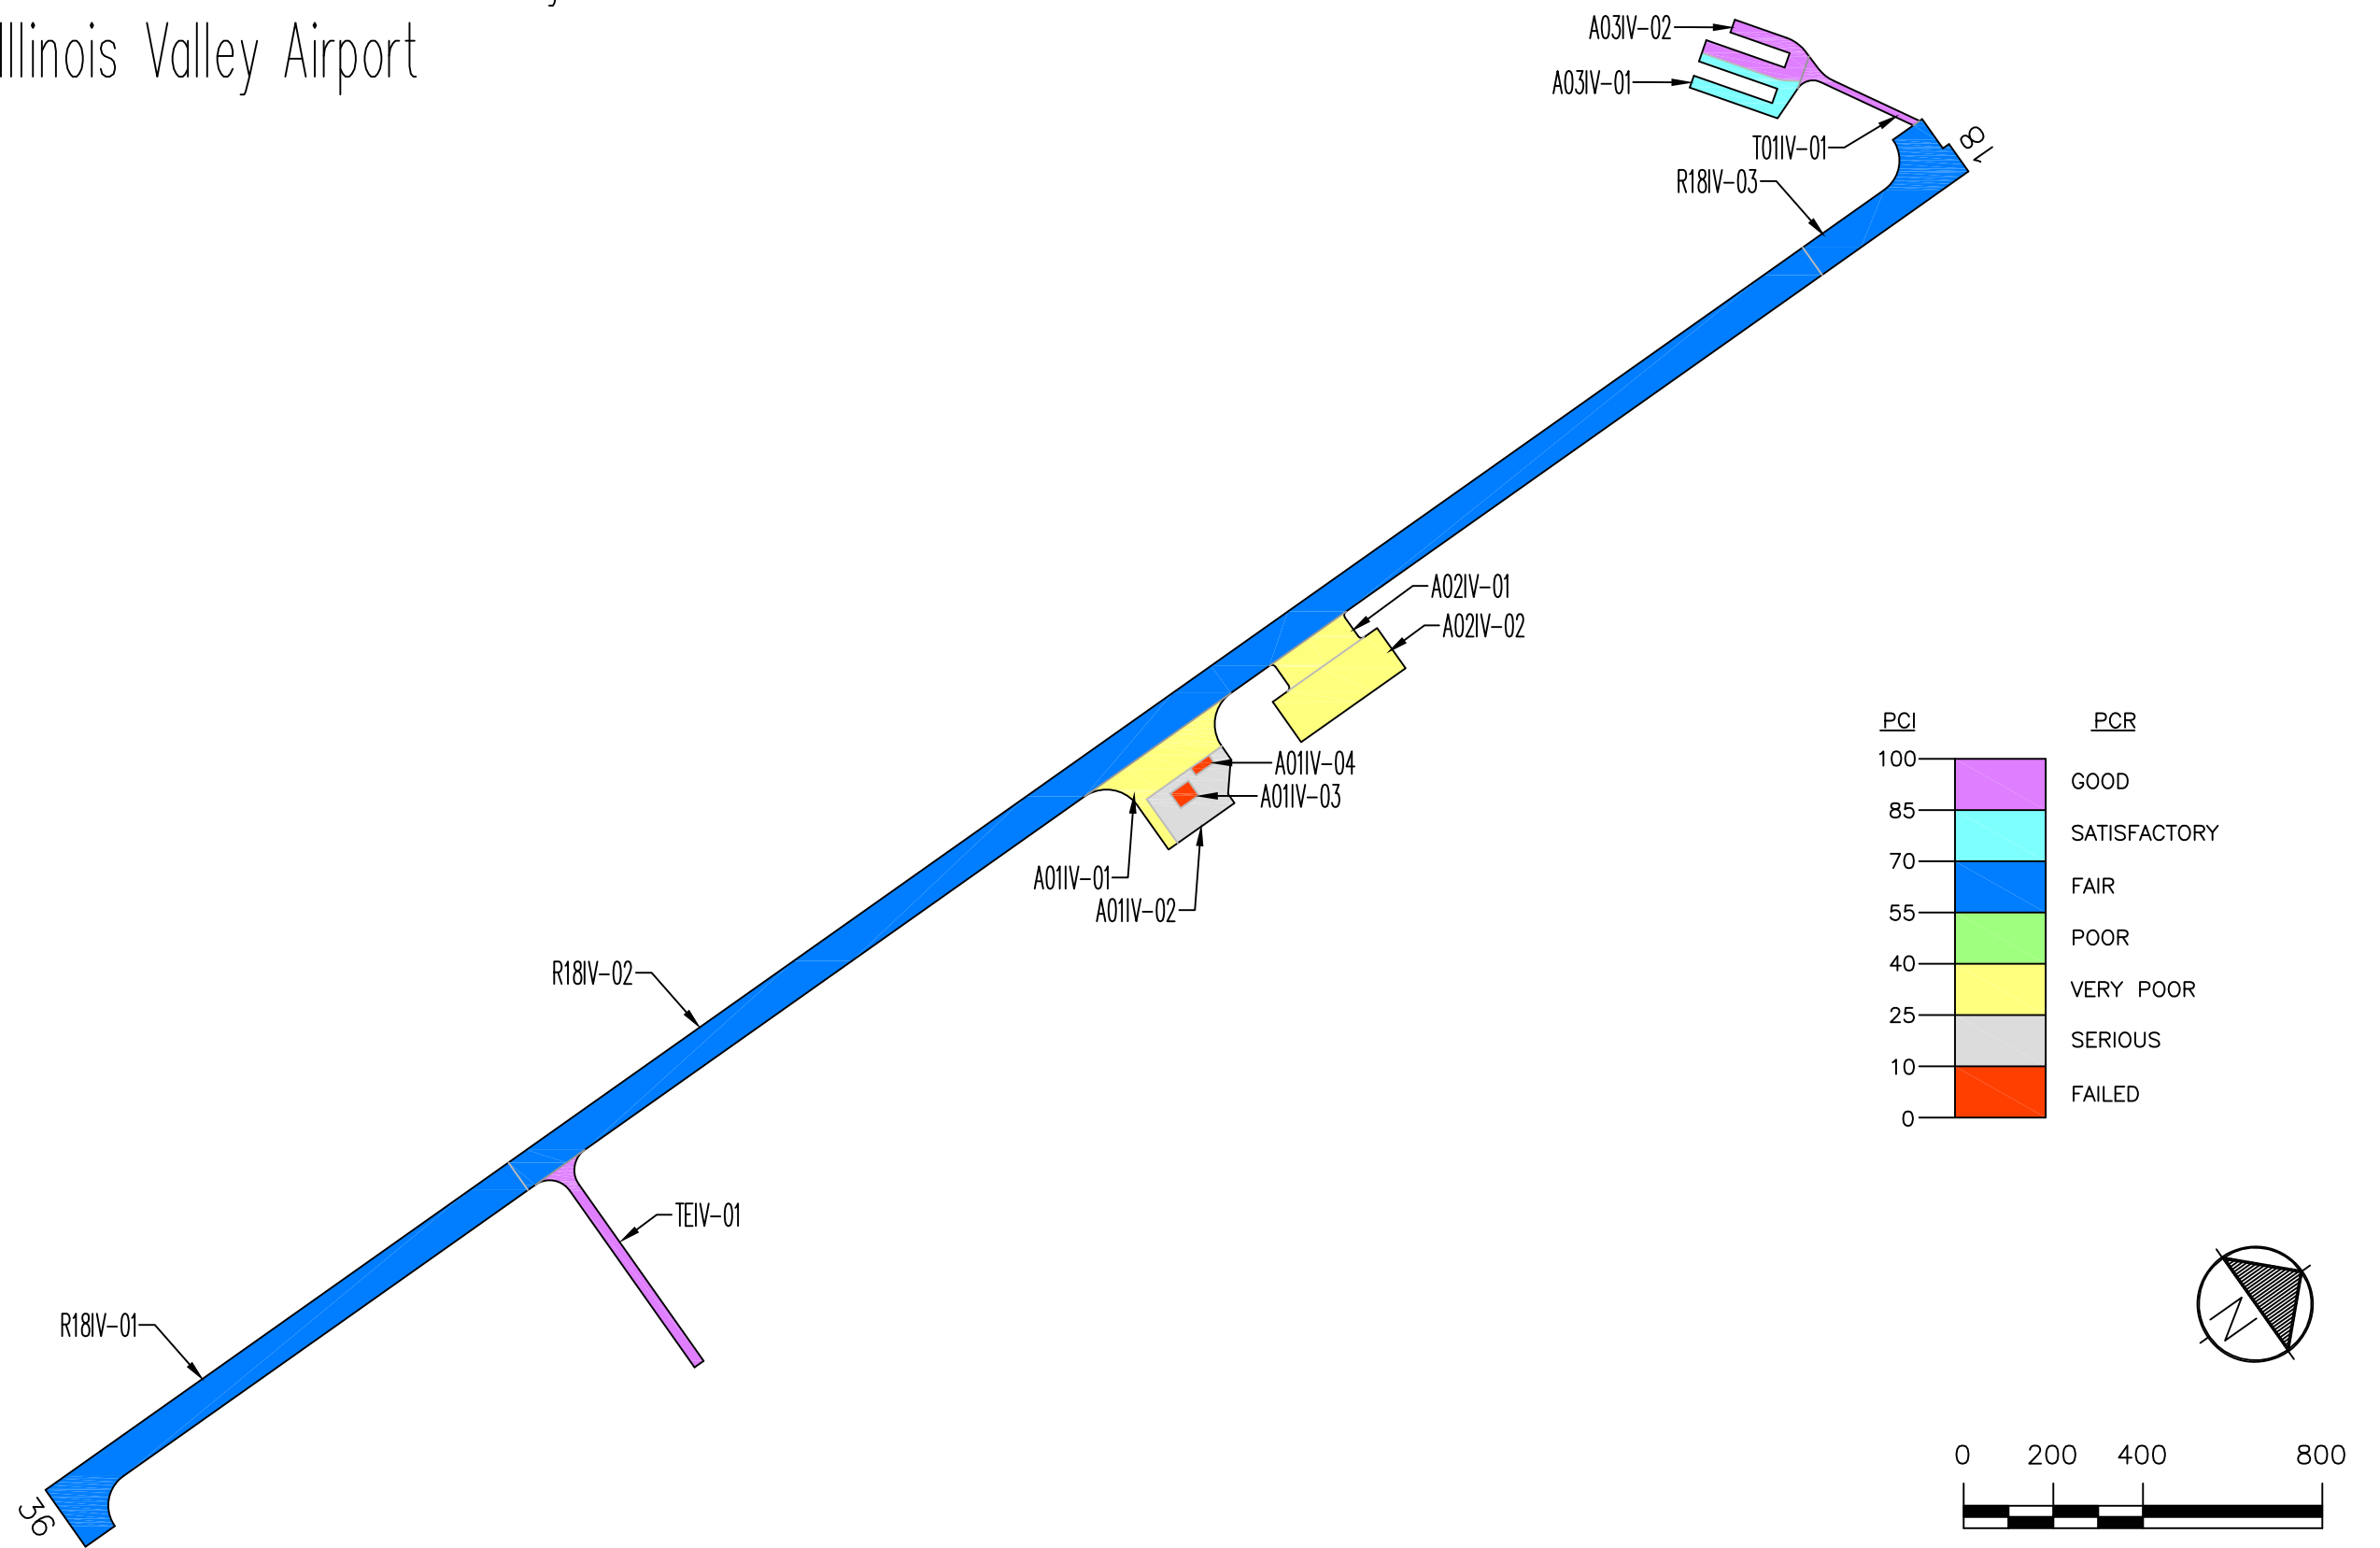 Illinois Valley Airport
A03IV-02
A03IV-01
T01IV-01
18
R18IV-03
A02IV-01
A02IV-02
A01IV-04
A01IV-03
A01IV-01
A01IV-02
R18IV-02
TEIV-01
R18IV-01
36
PCI PCR
100
GOOD
85
SATISFACTORY
70
FAIR
55
POOR
40
VERY POOR
25
SERIOUS
10
FAILED
0
N
0 200 400 800